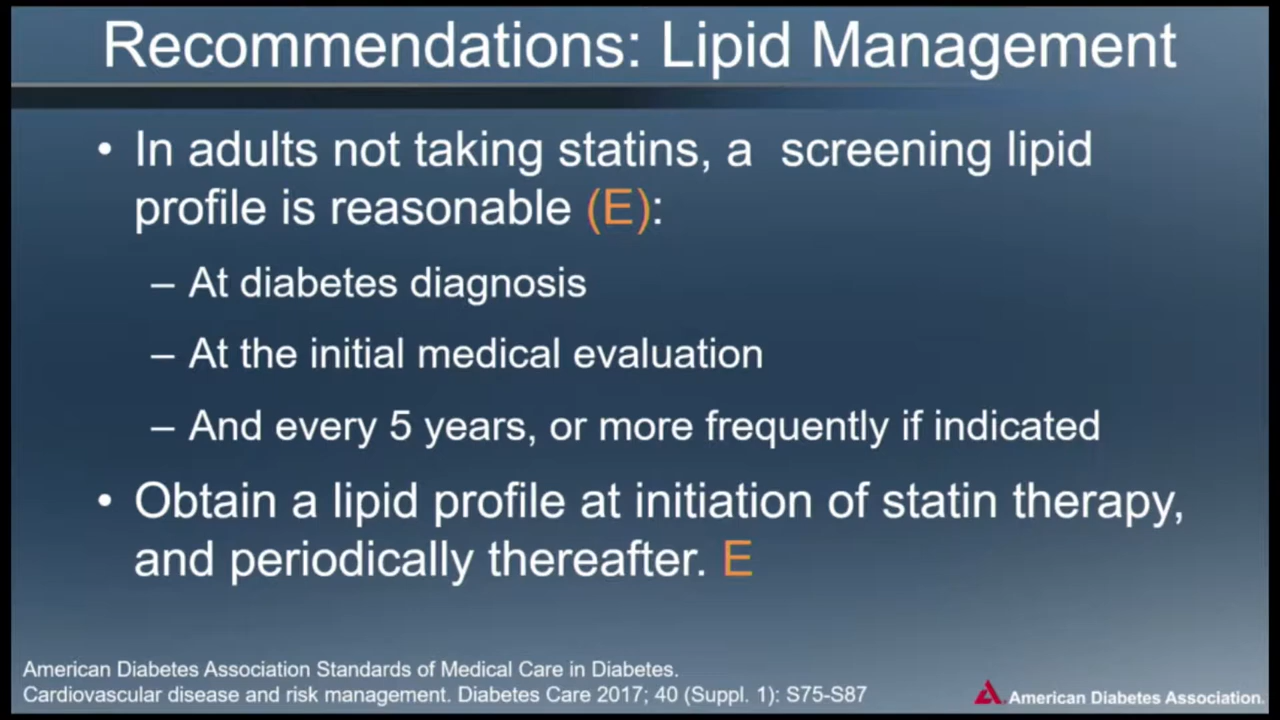 Recommendations: Lipid Management
• In adults not taking statins, a  screening lipid
profile is reasonable (E):
– At diabetes diagnosis
– At the initial medical evaluation
– And every 5 years, or more frequently if indicated
• Obtain a lipid profile at initiation of statin therapy,
and periodically thereafter. E
American Diabetes Association Standards of Medical Care in Diabetes.
Cardiovascular disease and risk management. Diabetes Care 2017; 40 (Suppl. 1): S75-S87
American Diabetes Association.